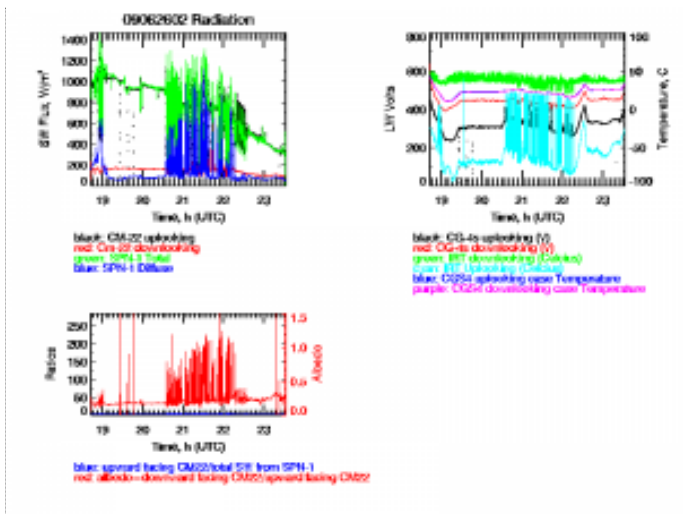 09062602 Radiation
1400
1200
1000
800
600
400
200
0
SW Flux, W/m²
19 20 21 22 23
Time, h (UTC)
black: CM-22 uplooking
red: Cm-22 downlooking
green: SPN-1 Total
blue: SPN-1 Diffuse
800
600
400
200
0
LW Volts
100
50
0
-50
-100
Temperature, C
19 20 21 22 23
Time, h (UTC)
black: CG-4s uplooking (V)
red: CG-4s downlooking (V)
green: IRT downlooking (Celcius)
cyan: IRT Uplooking (Celcius)
blue: CGS4 uplooking case Temperature
purple: CGS4 downlooking case Temperature
250
200
150
100
50
0
Ratios
1.5
1.0
0.5
0.0
Albedo
19 20 21 22 23
Time, h (UTC)
blue: upward facing CM22/total SW from SPN-1
red: albedo=downward facing CM22/upward facing CM22